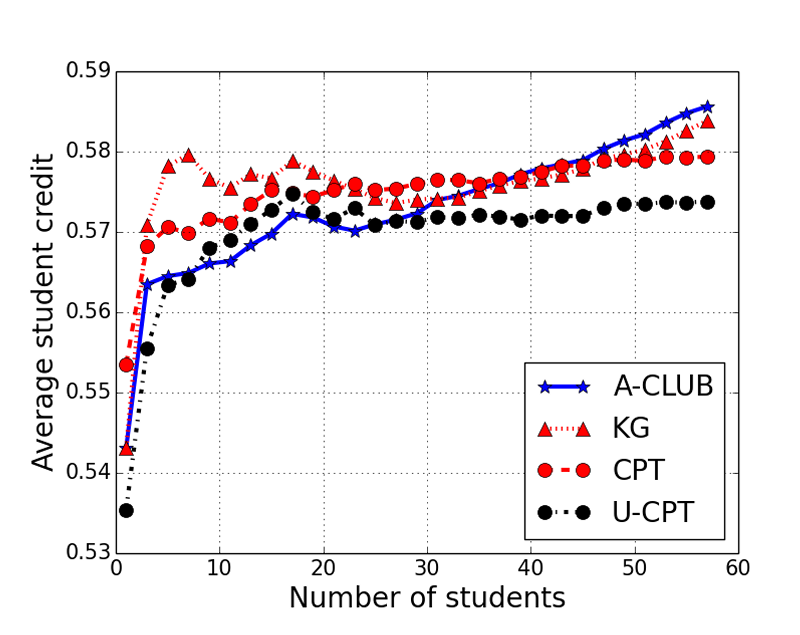 0.59
0.58
0.57
0.56
0.55
0.54
0.53
Average student credit
A-CLUB
KG
CPT
U-CPT
0 10 20 30 40 50 60
Number of students